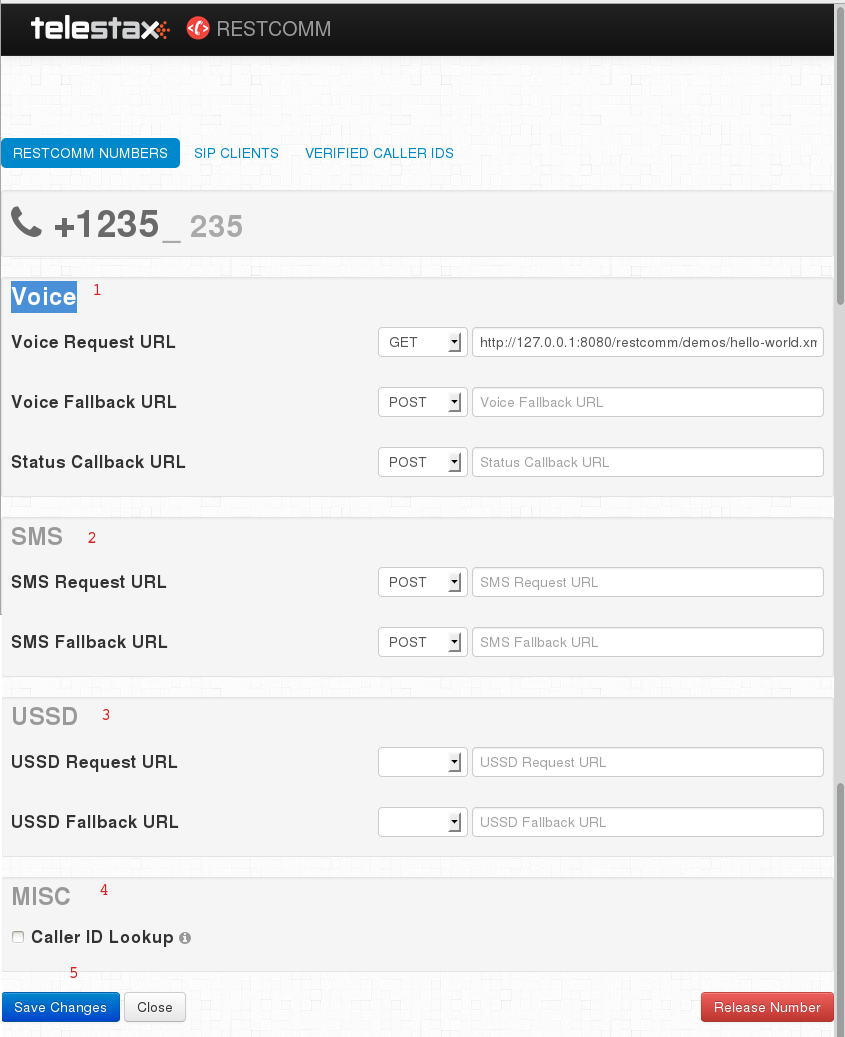 telestax RESTCOMM
RESTCOMM NUMBERS SIP CLIENTS VERIFIED CALLER IDS
+1235_ 235
Voice 1
Voice Request URL GET http://127.0.0.1:8080/restcomm/demos/hello-world.xm
Voice Fallback URL POST Voice Fallback URL
Status Callback URL POST Status Callback URL
SMS 2
SMS Request URL POST SMS Request URL
SMS Fallback URL POST SMS Fallback URL
USSD 3
USSD Request URL USSD Request URL
USSD Fallback URL USSD Fallback URL
MISC 4
Caller ID Lookup
5
Save Changes Close Release Number